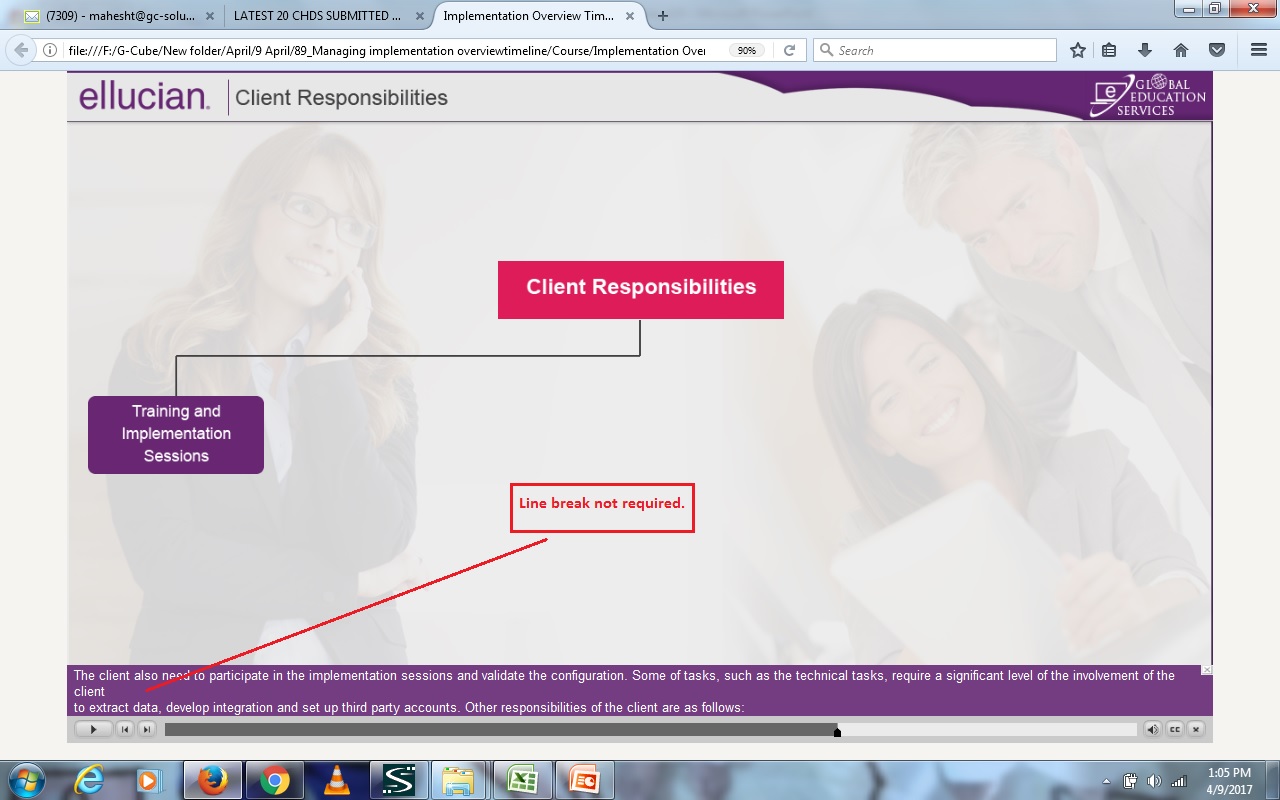 (7309) - mahesht@gc-solu...
LATEST 20 CHDS SUBMITTED ...
Implementation Overview Tim...
file:///F:/G-Cube/New folder/April/9 April/89_Managing implementation overviewtimeline/Course/Implementation Over
90%
Search
ellucian.
Client Responsibilities
GLOBAL
EDUCATION
SERVICES
Client Responsibilities
Training and
Implementation
Sessions
Line break not required.
The client also need to participate in the implementation sessions and validate the configuration. Some of tasks, such as the technical tasks, require a significant level of the involvement of the
client
to extract data, develop integration and set up third party accounts. Other responsibilities of the client are as follows:
CC
1:05 PM
4/9/2017